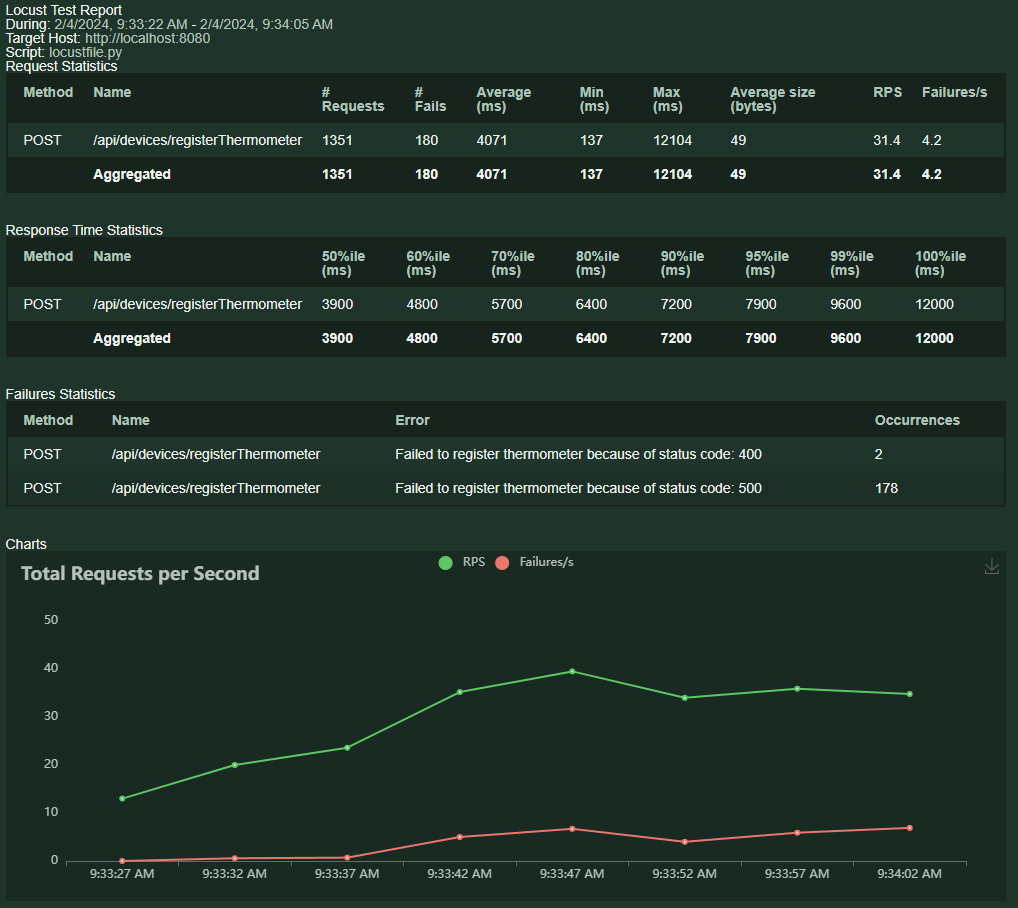 Locust Test Report
During: 2/4/2024, 9:33:22 AM - 2/4/2024, 9:34:05 AM
Target Host: http://localhost:8080
Script: locustfile.py
Request Statistics
Method Name # Requests # Fails Average (ms) Min (ms) Max (ms) Average size (bytes) RPS Failures/s
POST /api/devices/registerThermometer 1351 180 4071 137 12104 49 31.4 4.2
Aggregated 1351 180 4071 137 12104 49 31.4 4.2
Response Time Statistics
Method Name 50%ile (ms) 60%ile (ms) 70%ile (ms) 80%ile (ms) 90%ile (ms) 95%ile (ms) 99%ile (ms) 100%ile (ms)
POST /api/devices/registerThermometer 3900 4800 5700 6400 7200 7900 9600 12000
Aggregated 3900 4800 5700 6400 7200 7900 9600 12000
Failures Statistics
Method Name Error Occurrences
POST /api/devices/registerThermometer Failed to register thermometer because of status code: 400 2
POST /api/devices/registerThermometer Failed to register thermometer because of status code: 500 178
Charts
Total Requests per Second
RPS Failures/s
50
40
30
20
10
0
9:33:27 AM 9:33:32 AM 9:33:37 AM 9:33:42 AM 9:33:47 AM 9:33:52 AM 9:33:57 AM 9:34:02 AM